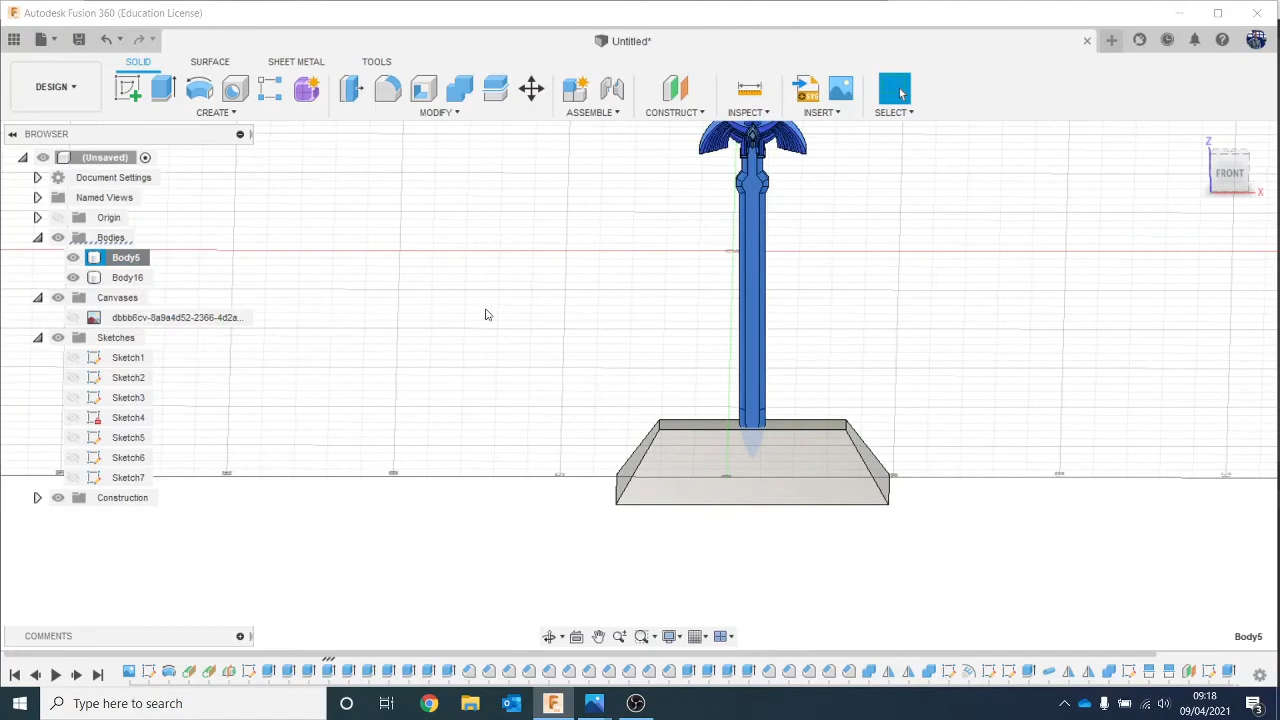 Autodesk Fusion 360 (Education License)
Untitled*
SOLID SURFACE SHEET METAL TOOLS
DESIGN
CREATE MODIFY ASSEMBLE CONSTRUCT INSPECT INSERT SELECT
BROWSER
(Unsaved)
Document Settings
Named Views
Origin
Bodies
Body5
Body16
Canvases
dbbb6cv-8a9a4d52-2366-4d2a...
Sketches
Sketch1
Sketch2
Sketch3
Sketch4
Sketch5
Sketch6
Sketch7
Construction
Z
FRONT
X
COMMENTS
Body5
Type here to search
09:18
09/04/2021
3